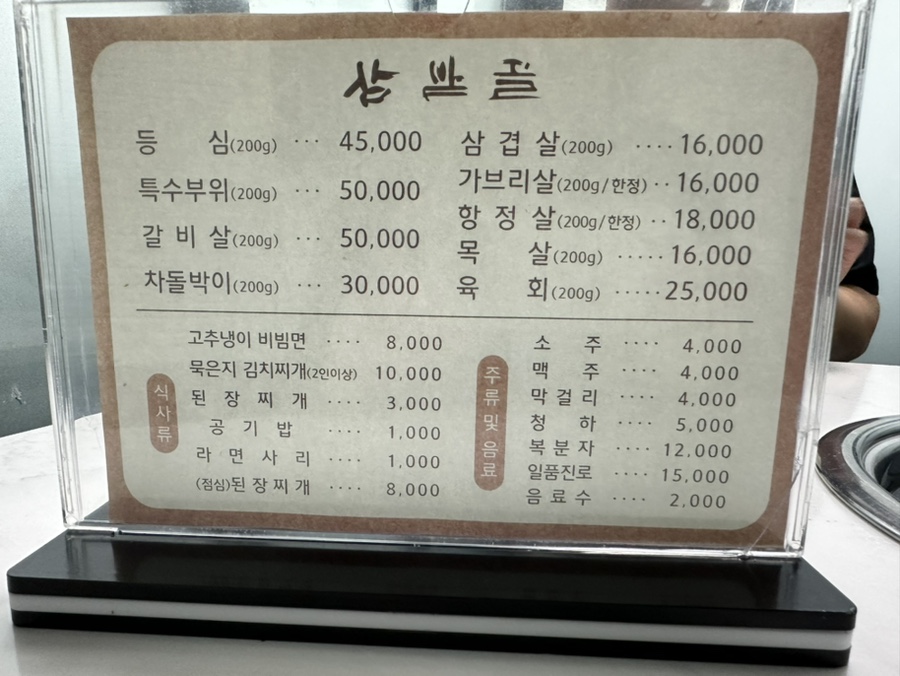 등 심(200g) ··· 45,000
특수부위(200g) ··· 50,000
갈비살(200g) ··· 50,000
차돌박이(200g) ··· 30,000
삼겹살(200g) ···· 16,000
가브리살(200g/한정) ·· 16,000
항정살(200g/한정) ·· 18,000
목 살(200g) ····· 16,000
육 회(200g) ····· 25,000
식사류
고추냉이 비빔면 ···· 8,000
묵은지 김치찌개(2인이상) 10,000
된장찌개 ···· 3,000
공기밥 ···· 1,000
라면사리 ···· 1,000
(점심)된장찌개 ···· 8,000
주류 및 음료
소 주 ···· 4,000
맥 주 ···· 4,000
막걸리 ···· 4,000
청 하 ···· 5,000
복분자 ···· 12,000
일품진로 ···· 15,000
음료수 ···· 2,000